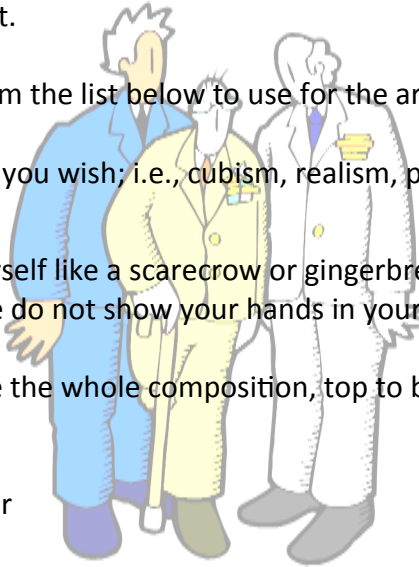 t.
m the list below to use for the ar
you wish; i.e., cubism, realism, p
rself like a scarecrow or gingerbre
e do not show your hands in your
e the whole composition, top to b
r